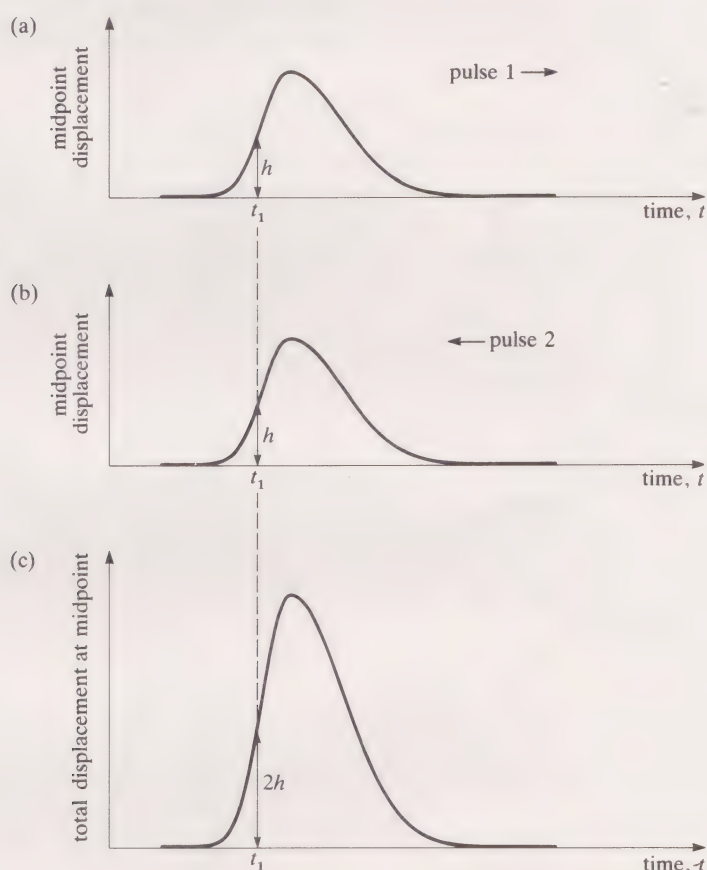 (a)
midpoint
displacement
pulse 1
h
t₁
time, t
(b)
midpoint
displacement
pulse 2
h
t₁
time, t
(c)
total displacement at midpoint
2h
t₁
time, t